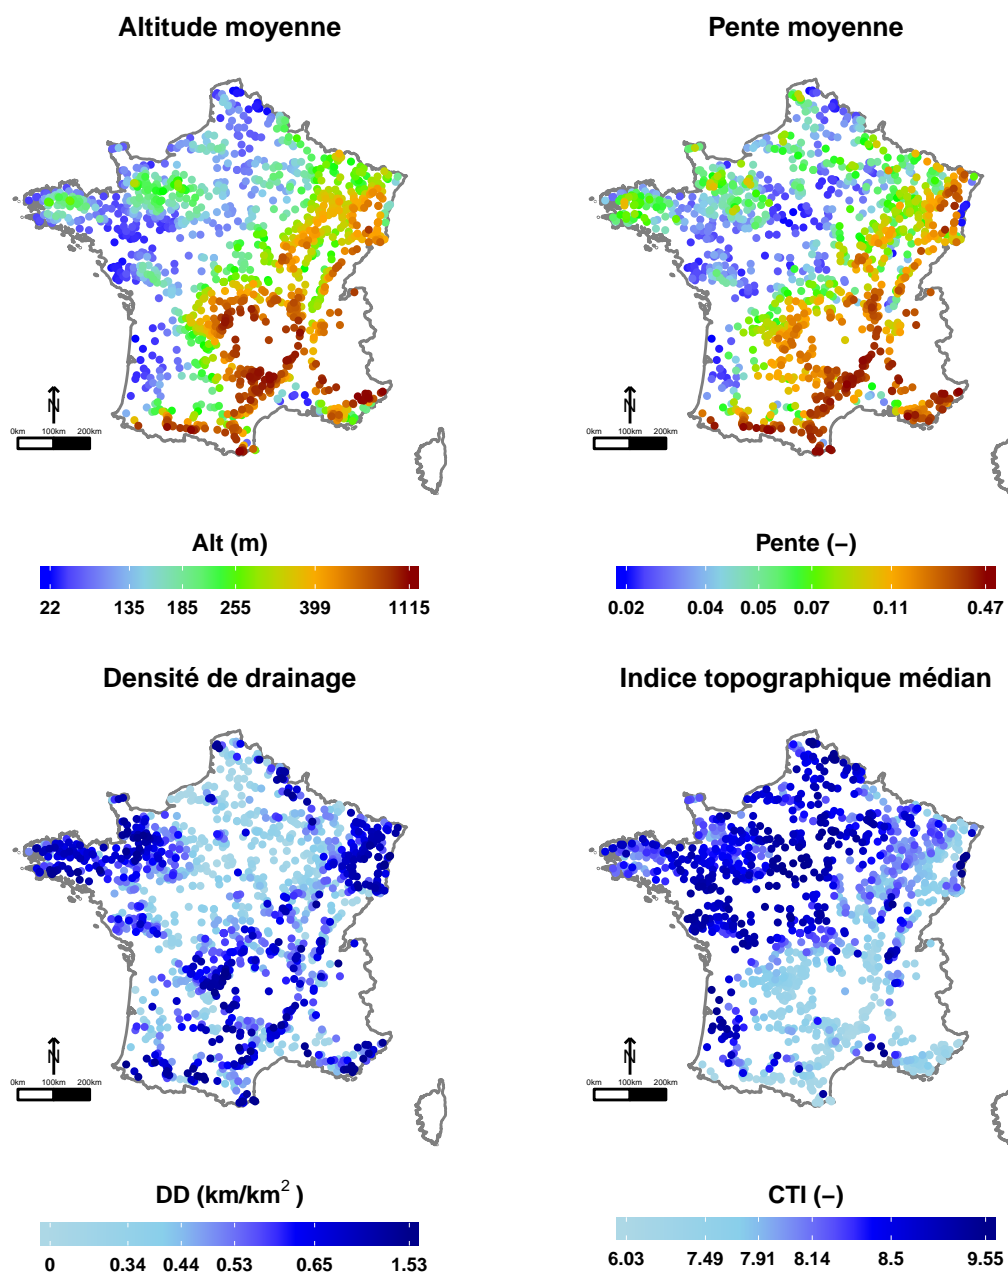 Altitude moyenne
Pente moyenne
N
0km 100km 200km
N
0km 100km 200km
Alt (m)
22 135 185 255 399 1115
Pente (−)
0.02 0.04 0.05 0.07 0.11 0.47
Densité de drainage
Indice topographique médian
N
0km 100km 200km
N
0km 100km 200km
DD (km/km² )
0 0.34 0.44 0.53 0.65 1.53
CTI (−)
6.03 7.49 7.91 8.14 8.5 9.55